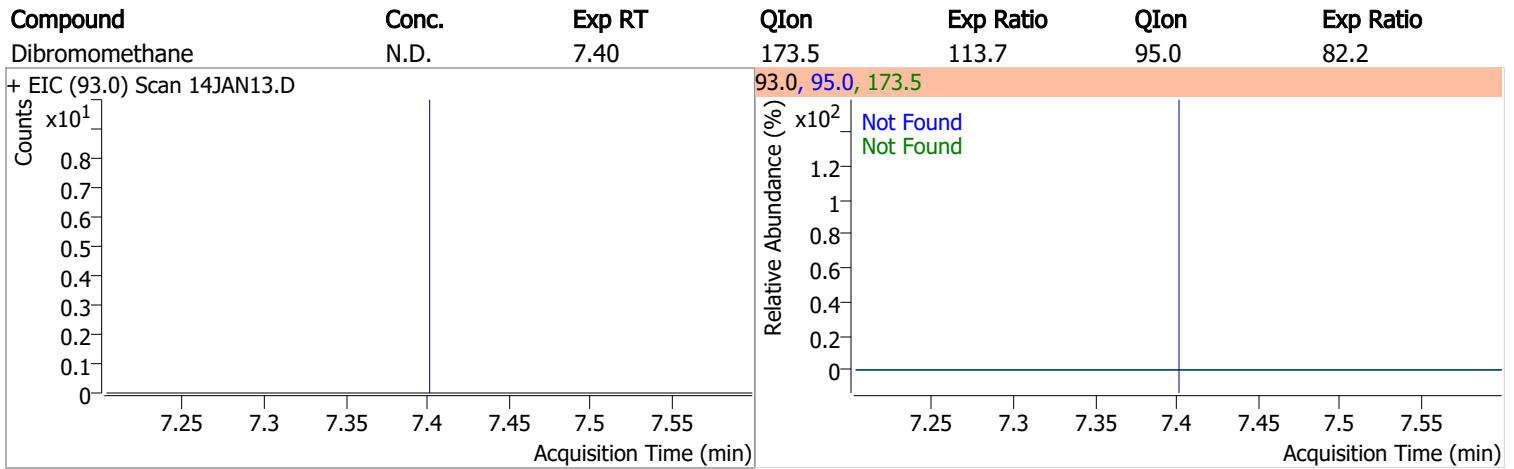 Compound Conc. Exp RT QIon Exp Ratio QIon Exp Ratio
Dibromomethane N.D. 7.40 173.5 113.7 95.0 82.2
+ EIC (93.0) Scan 14JAN13.D
Counts
x10¹
0.8
0.7
0.6
0.5
0.4
0.3
0.2
0.1
0
7.25 7.3 7.35 7.4 7.45 7.5 7.55
Acquisition Time (min)
93.0, 95.0, 173.5
Relative Abundance (%)
x10²
Not Found
Not Found
1.2
1
0.8
0.6
0.4
0.2
0
7.25 7.3 7.35 7.4 7.45 7.5 7.55
Acquisition Time (min)